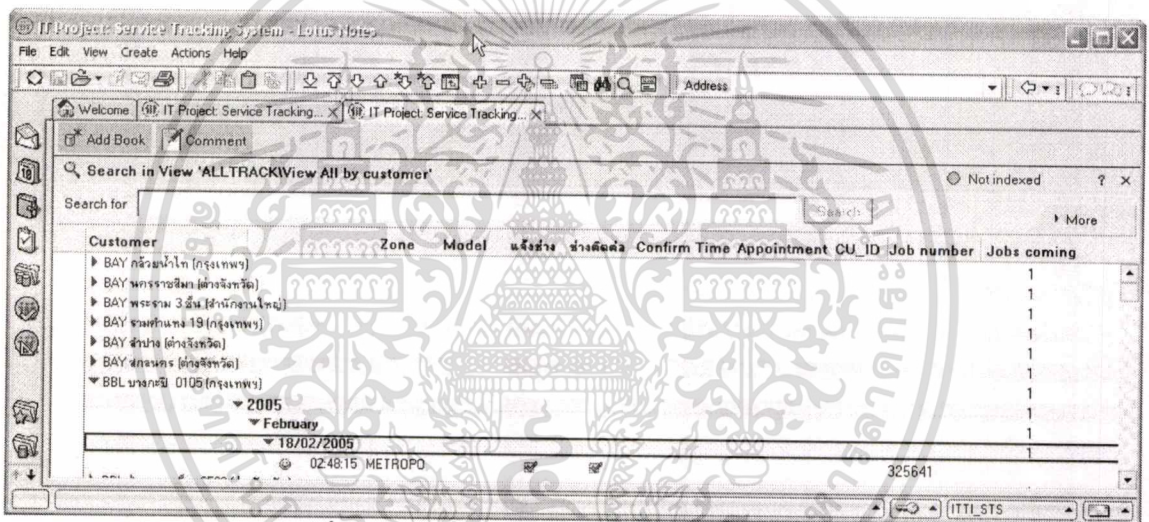 IT Project: Service Tracking System - Lotus Notes
File Edit View Create Actions Help
Address
Welcome IT Project: Service Tracking... IT Project: Service Tracking...
Add Book Comment
Search in View 'ALLTRACK\View All by customer' Not indexed ? ×
Search for Search More
Customer Zone Model แจ้งช่าง ช่างติดต่อ Confirm Time Appointment CU_ID Job number Jobs coming
BAY กล้วยน้ำไท (กรุงเทพฯ) 1
BAY นครราชสีมา (ต่างจังหวัด) 1
BAY พระราม 3 ชั้น (สำนักงานใหญ่) 1
BAY รามคำแหง 19 (กรุงเทพฯ) 1
BAY ลำปาง (ต่างจังหวัด) 1
BAY สกลนคร (ต่างจังหวัด) 1
BBL บางกะปิ 0105 (กรุงเทพฯ) 1
2005 1
February 1
18/02/2005 1
02:48:15 METROPO 325641
ITTI_STS